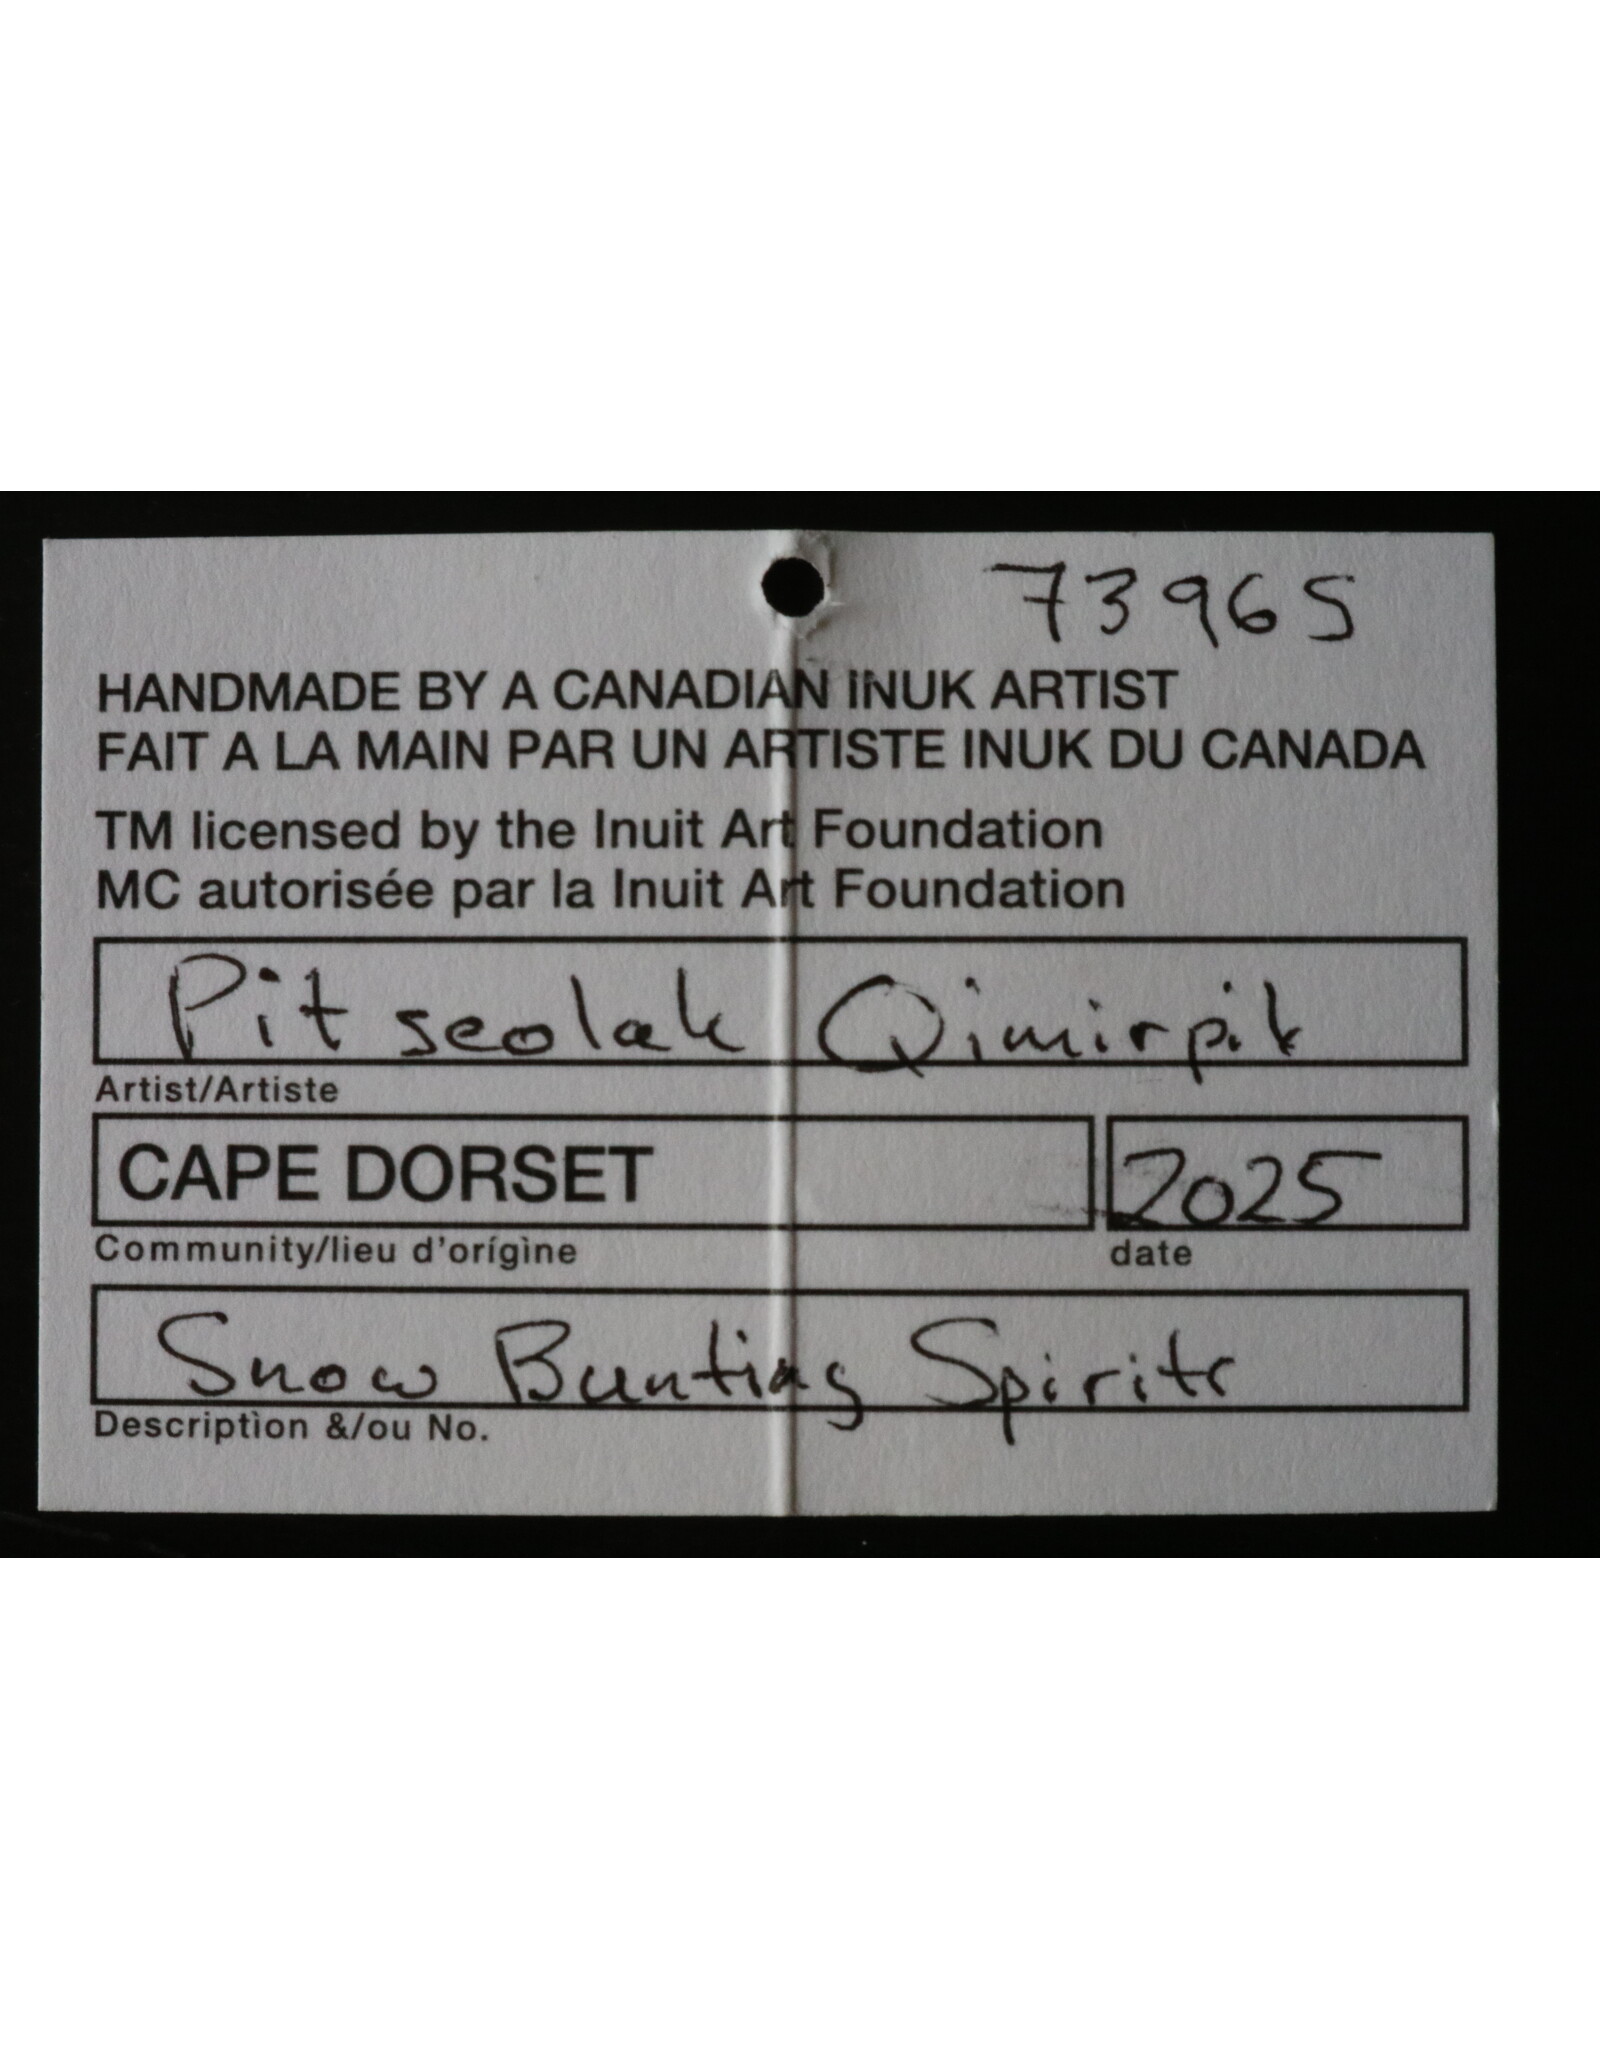 73965
HANDMADE BY A CANADIAN INUK ARTIST
FAIT A LA MAIN PAR UN ARTISTE INUK DU CANADA
TM licensed by the Inuit Art Foundation
MC autorisée par la Inuit Art Foundation
Pitseolak Qimirpik
Artist/Artiste
CAPE DORSET 2025
Community/lieu d'orígìne date
Snow Bunting Spirits
Descriptìon &/ou No.